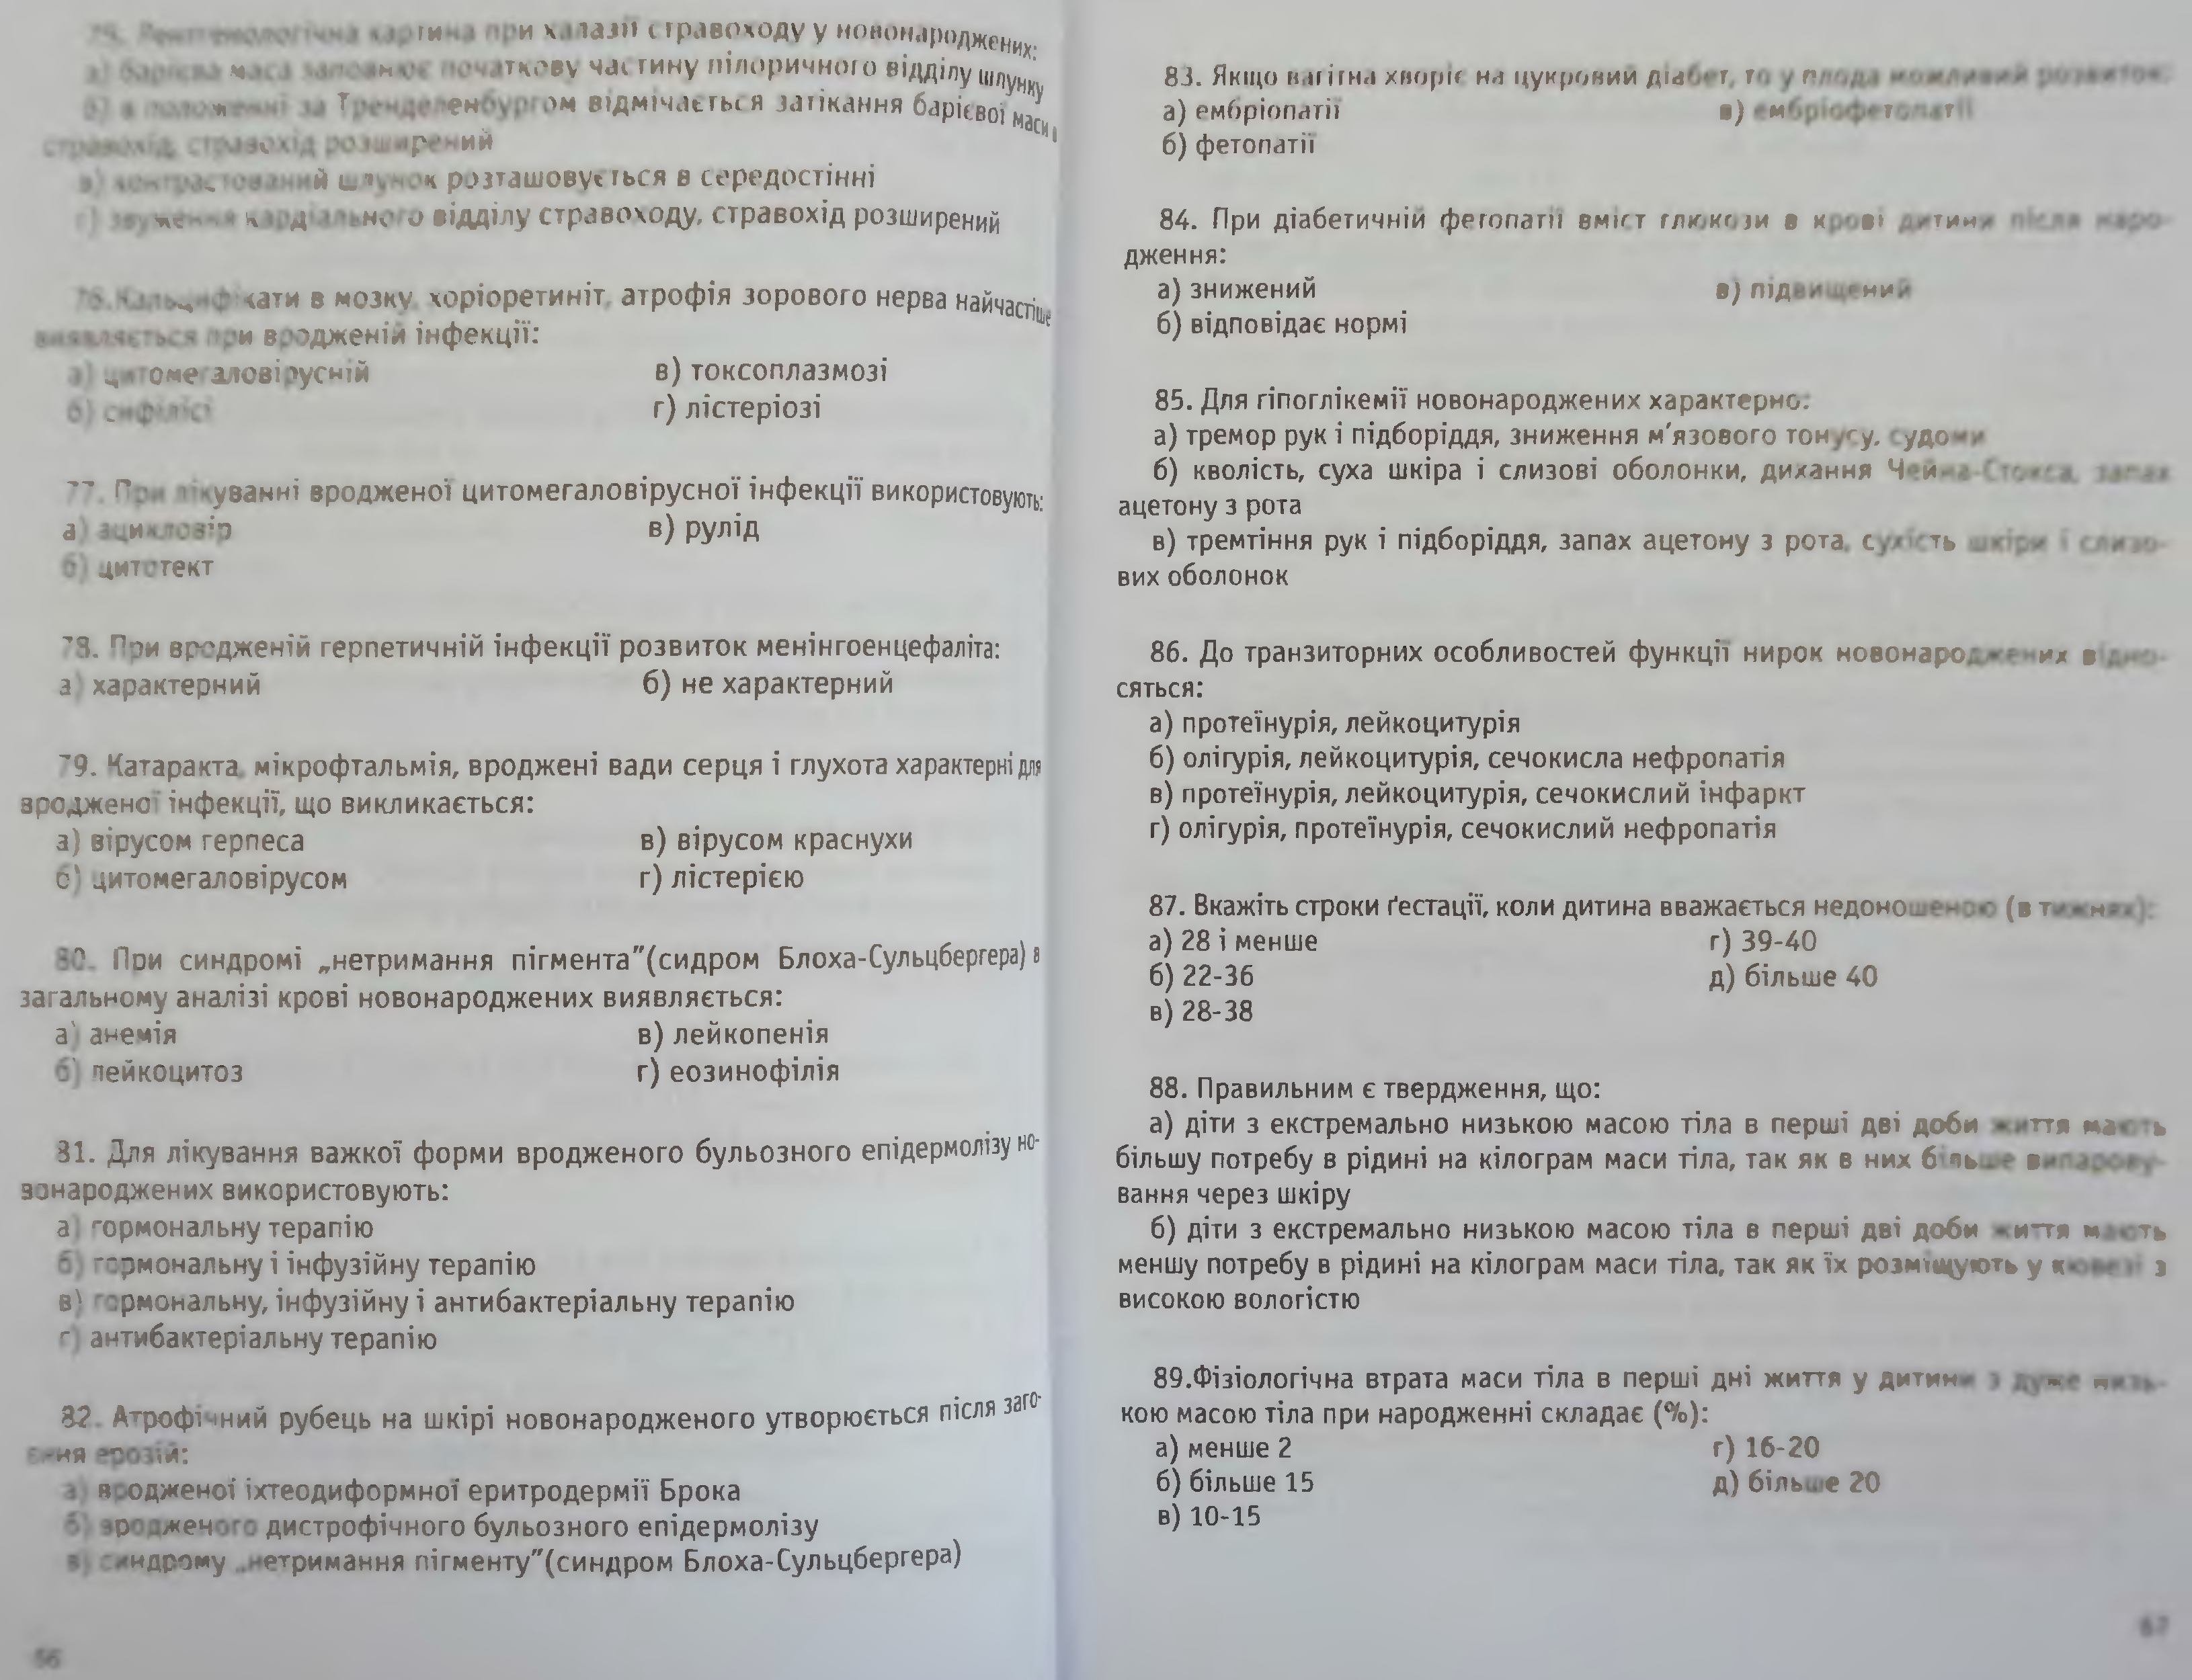 75. Рентгенологічна картина при халазії стравоходу у новонароджених:
а) барієва маса заповнює початкову частину пілоричного відділу шлунку
б) в положенні за Тренделенбургом відмічається затікання барієвої маси в
стравохід, стравохід розширений
в) контрастований шлунок розташовується в середостінні
г) звуження кардіального відділу стравоходу, стравохід розширений
76.Кальцифікати в мозку, хоріоретиніт, атрофія зорового нерва найчастіше
виявляється при вродженій інфекції:
а) цитомегаловірусній
в) токсоплазмозі
б) сифілісі
г) лістеріозі
77. При лікуванні вродженої цитомегаловірусної інфекції використовують:
а) ацикловір
в) рулід
б) цитотект
78. При вродженій герпетичній інфекції розвиток менінгоенцефаліта:
а) характерний
б) не характерний
79. Катаракта, мікрофтальмія, вроджені вади серця і глухота характерні для
вродженої інфекції, що викликається:
а) вірусом герпеса
в) вірусом краснухи
б) цитомегаловірусом
г) лістерією
80. При синдромі „нетримання пігмента"(сидром Блоха-Сульцбергера) в
загальному аналізі крові новонароджених виявляється:
а) анемія
в) лейкопенія
б) лейкоцитоз
г) еозинофілія
81. Для лікування важкої форми вродженого бульозного епідермолізу но-
вонароджених використовують:
а) гормональну терапію
б) гормональну і інфузійну терапію
в) гормональну, інфузійну і антибактеріальну терапію
г) антибактеріальну терапію
82. Атрофічний рубець на шкірі новонародженого утворюється після заго-
єння ерозій:
а) вродженої іхтеодиформної еритродермії Брока
б) вродженого дистрофічного бульозного епідермолізу
в) синдрому „нетримання пігменту"(синдром Блоха-Сульцбергера)
56
83. Якщо вагітна хворіє на цукровий діабет, то у плода можливий розвиток:
а) ембріопатії
в) ембріофетопатії
б) фетопатії
84. При діабетичній фетопатії вміст глюкози в крові дитини після наро-
дження:
а) знижений
в) підвищений
б) відповідає нормі
85. Для гіпоглікемії новонароджених характерно:
а) тремор рук і підборіддя, зниження м'язового тонусу, судоми
б) кволість, суха шкіра і слизові оболонки, дихання Чейна-Стокса, запах
ацетону з рота
в) тремтіння рук і підборіддя, запах ацетону з рота, сухість шкіри і слизо-
вих оболонок
86. До транзиторних особливостей функції нирок новонароджених відно-
сяться:
а) протеїнурія, лейкоцитурія
б) олігурія, лейкоцитурія, сечокисла нефропатія
в) протеїнурія, лейкоцитурія, сечокислий інфаркт
г) олігурія, протеїнурія, сечокислий нефропатія
87. Вкажіть строки ґестації, коли дитина вважається недоношеною (в тижнях):
а) 28 і менше
г) 39-40
б) 22-36
д) більше 40
в) 28-38
88. Правильним є твердження, що:
а) діти з екстремально низькою масою тіла в перші дві доби життя мають
більшу потребу в рідині на кілограм маси тіла, так як в них більше випарову-
вання через шкіру
б) діти з екстремально низькою масою тіла в перші дві доби життя мають
меншу потребу в рідині на кілограм маси тіла, так як їх розміщують у кювезі з
високою вологістю
89.Фізіологічна втрата маси тіла в перші дні життя у дитини з дуже низь-
кою масою тіла при народженні складає (%):
а) менше 2
г) 16-20
б) більше 15
д) більше 20
в) 10-15
57